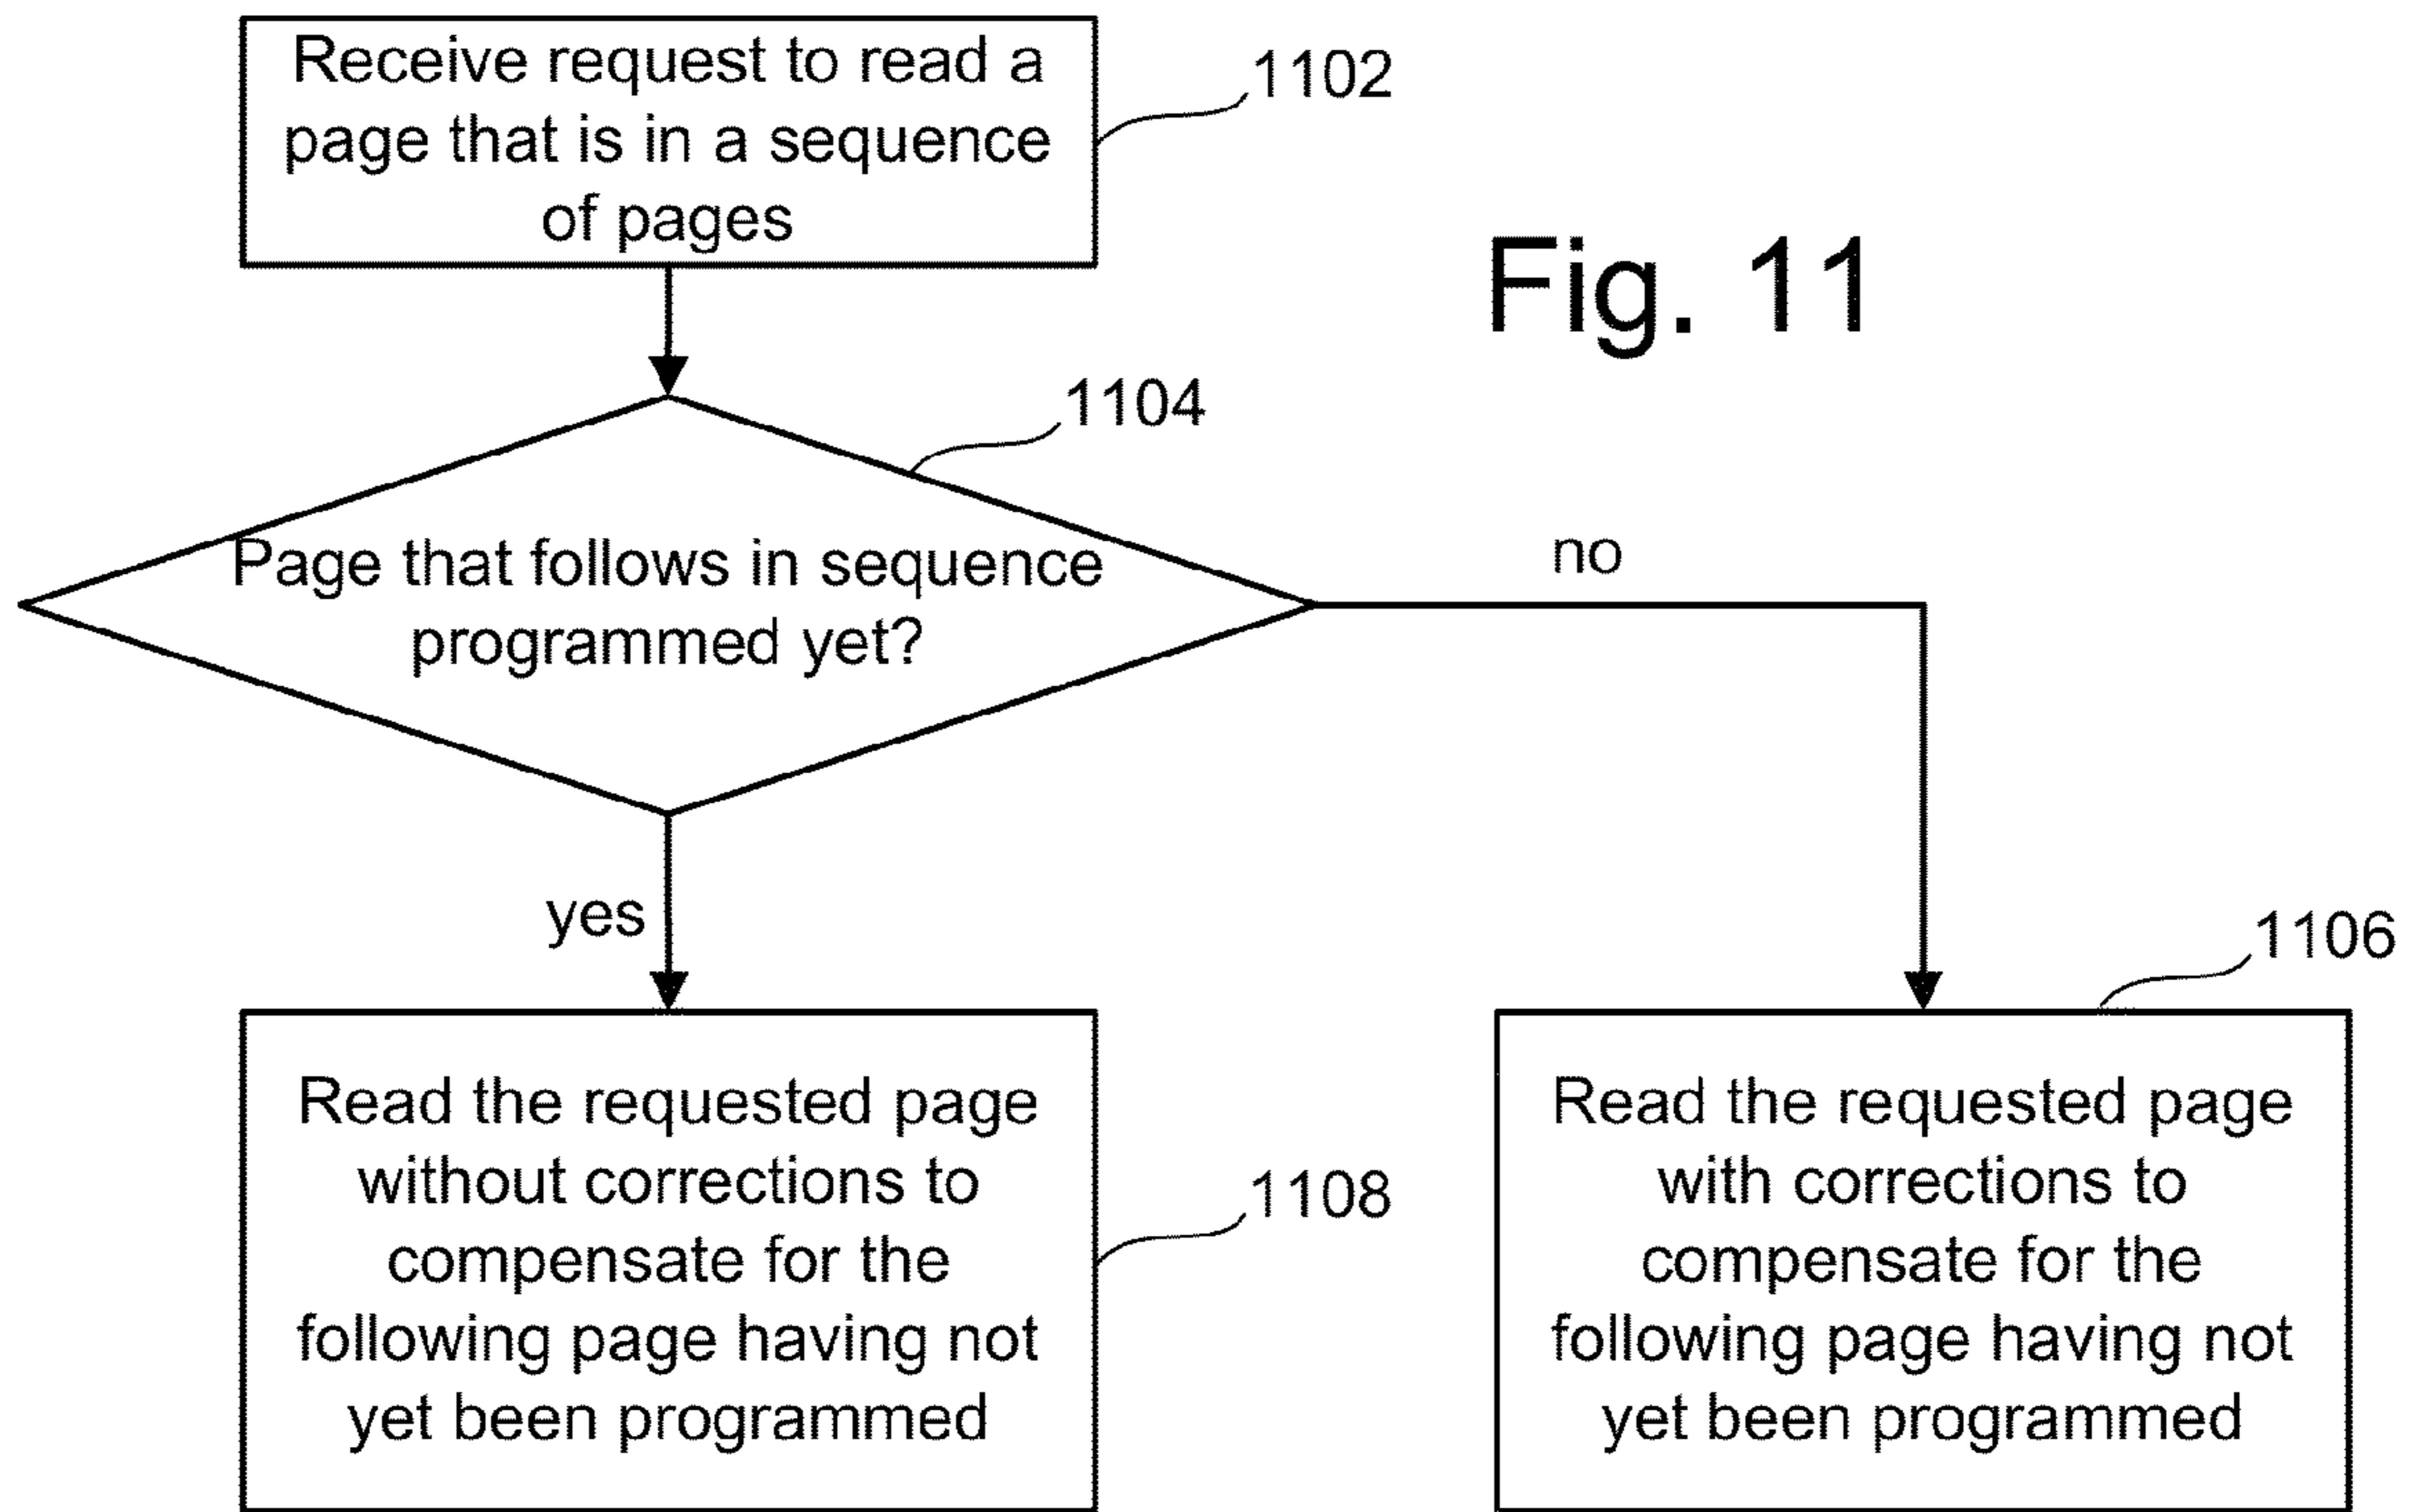 Receive request to read a
page that is in a sequence
of pages
1102
Fig. 11
1104
Page that follows in sequence
programmed yet?
no
yes
1106
Read the requested page
without corrections to
compensate for the
following page having not
yet been programmed
1108
Read the requested page
with corrections to
compensate for the
following page having not
yet been programmed